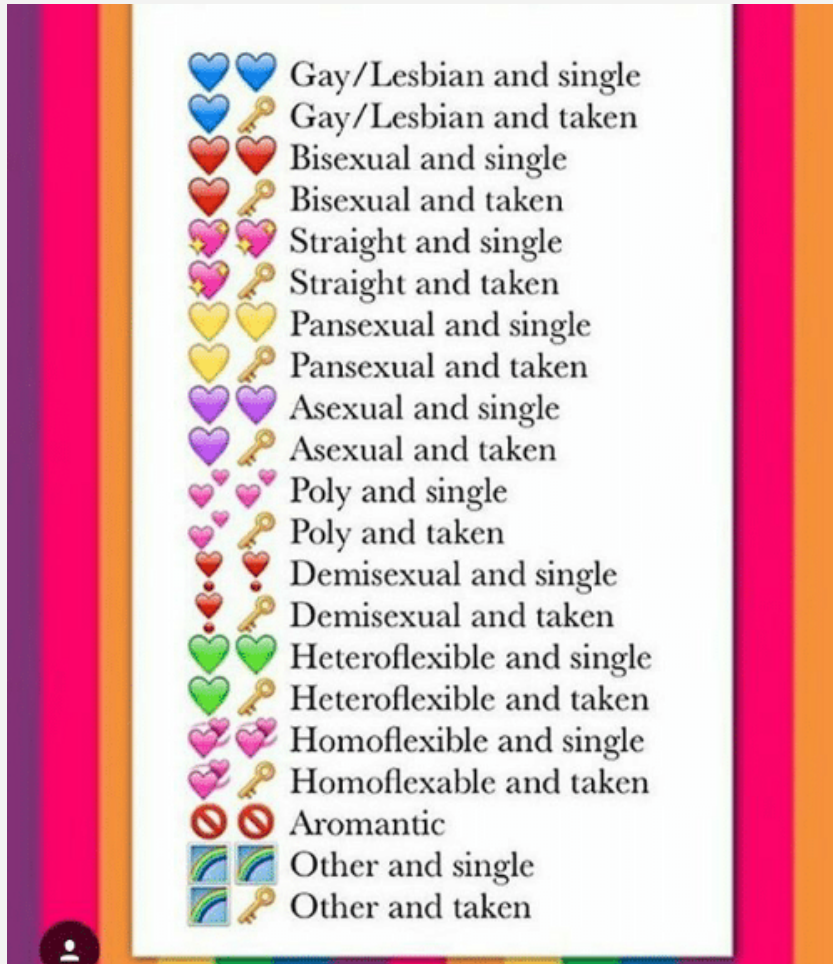 💙💙 Gay/Lesbian and single
💙🗝 Gay/Lesbian and taken
❤️❤️ Bisexual and single
❤️🗝 Bisexual and taken
💖💖 Straight and single
💖🗝 Straight and taken
💛💛 Pansexual and single
💛🗝 Pansexual and taken
💜💜 Asexual and single
💜🗝 Asexual and taken
💕💕 Poly and single
💕🗝 Poly and taken
❣️❣️ Demisexual and single
❣️🗝 Demisexual and taken
💚💚 Heteroflexible and single
💚🗝 Heteroflexible and taken
💞💞 Homoflexible and single
💞🗝 Homoflexable and taken
🚫🚫 Aromantic
🌈🌈 Other and single
🌈🗝 Other and taken